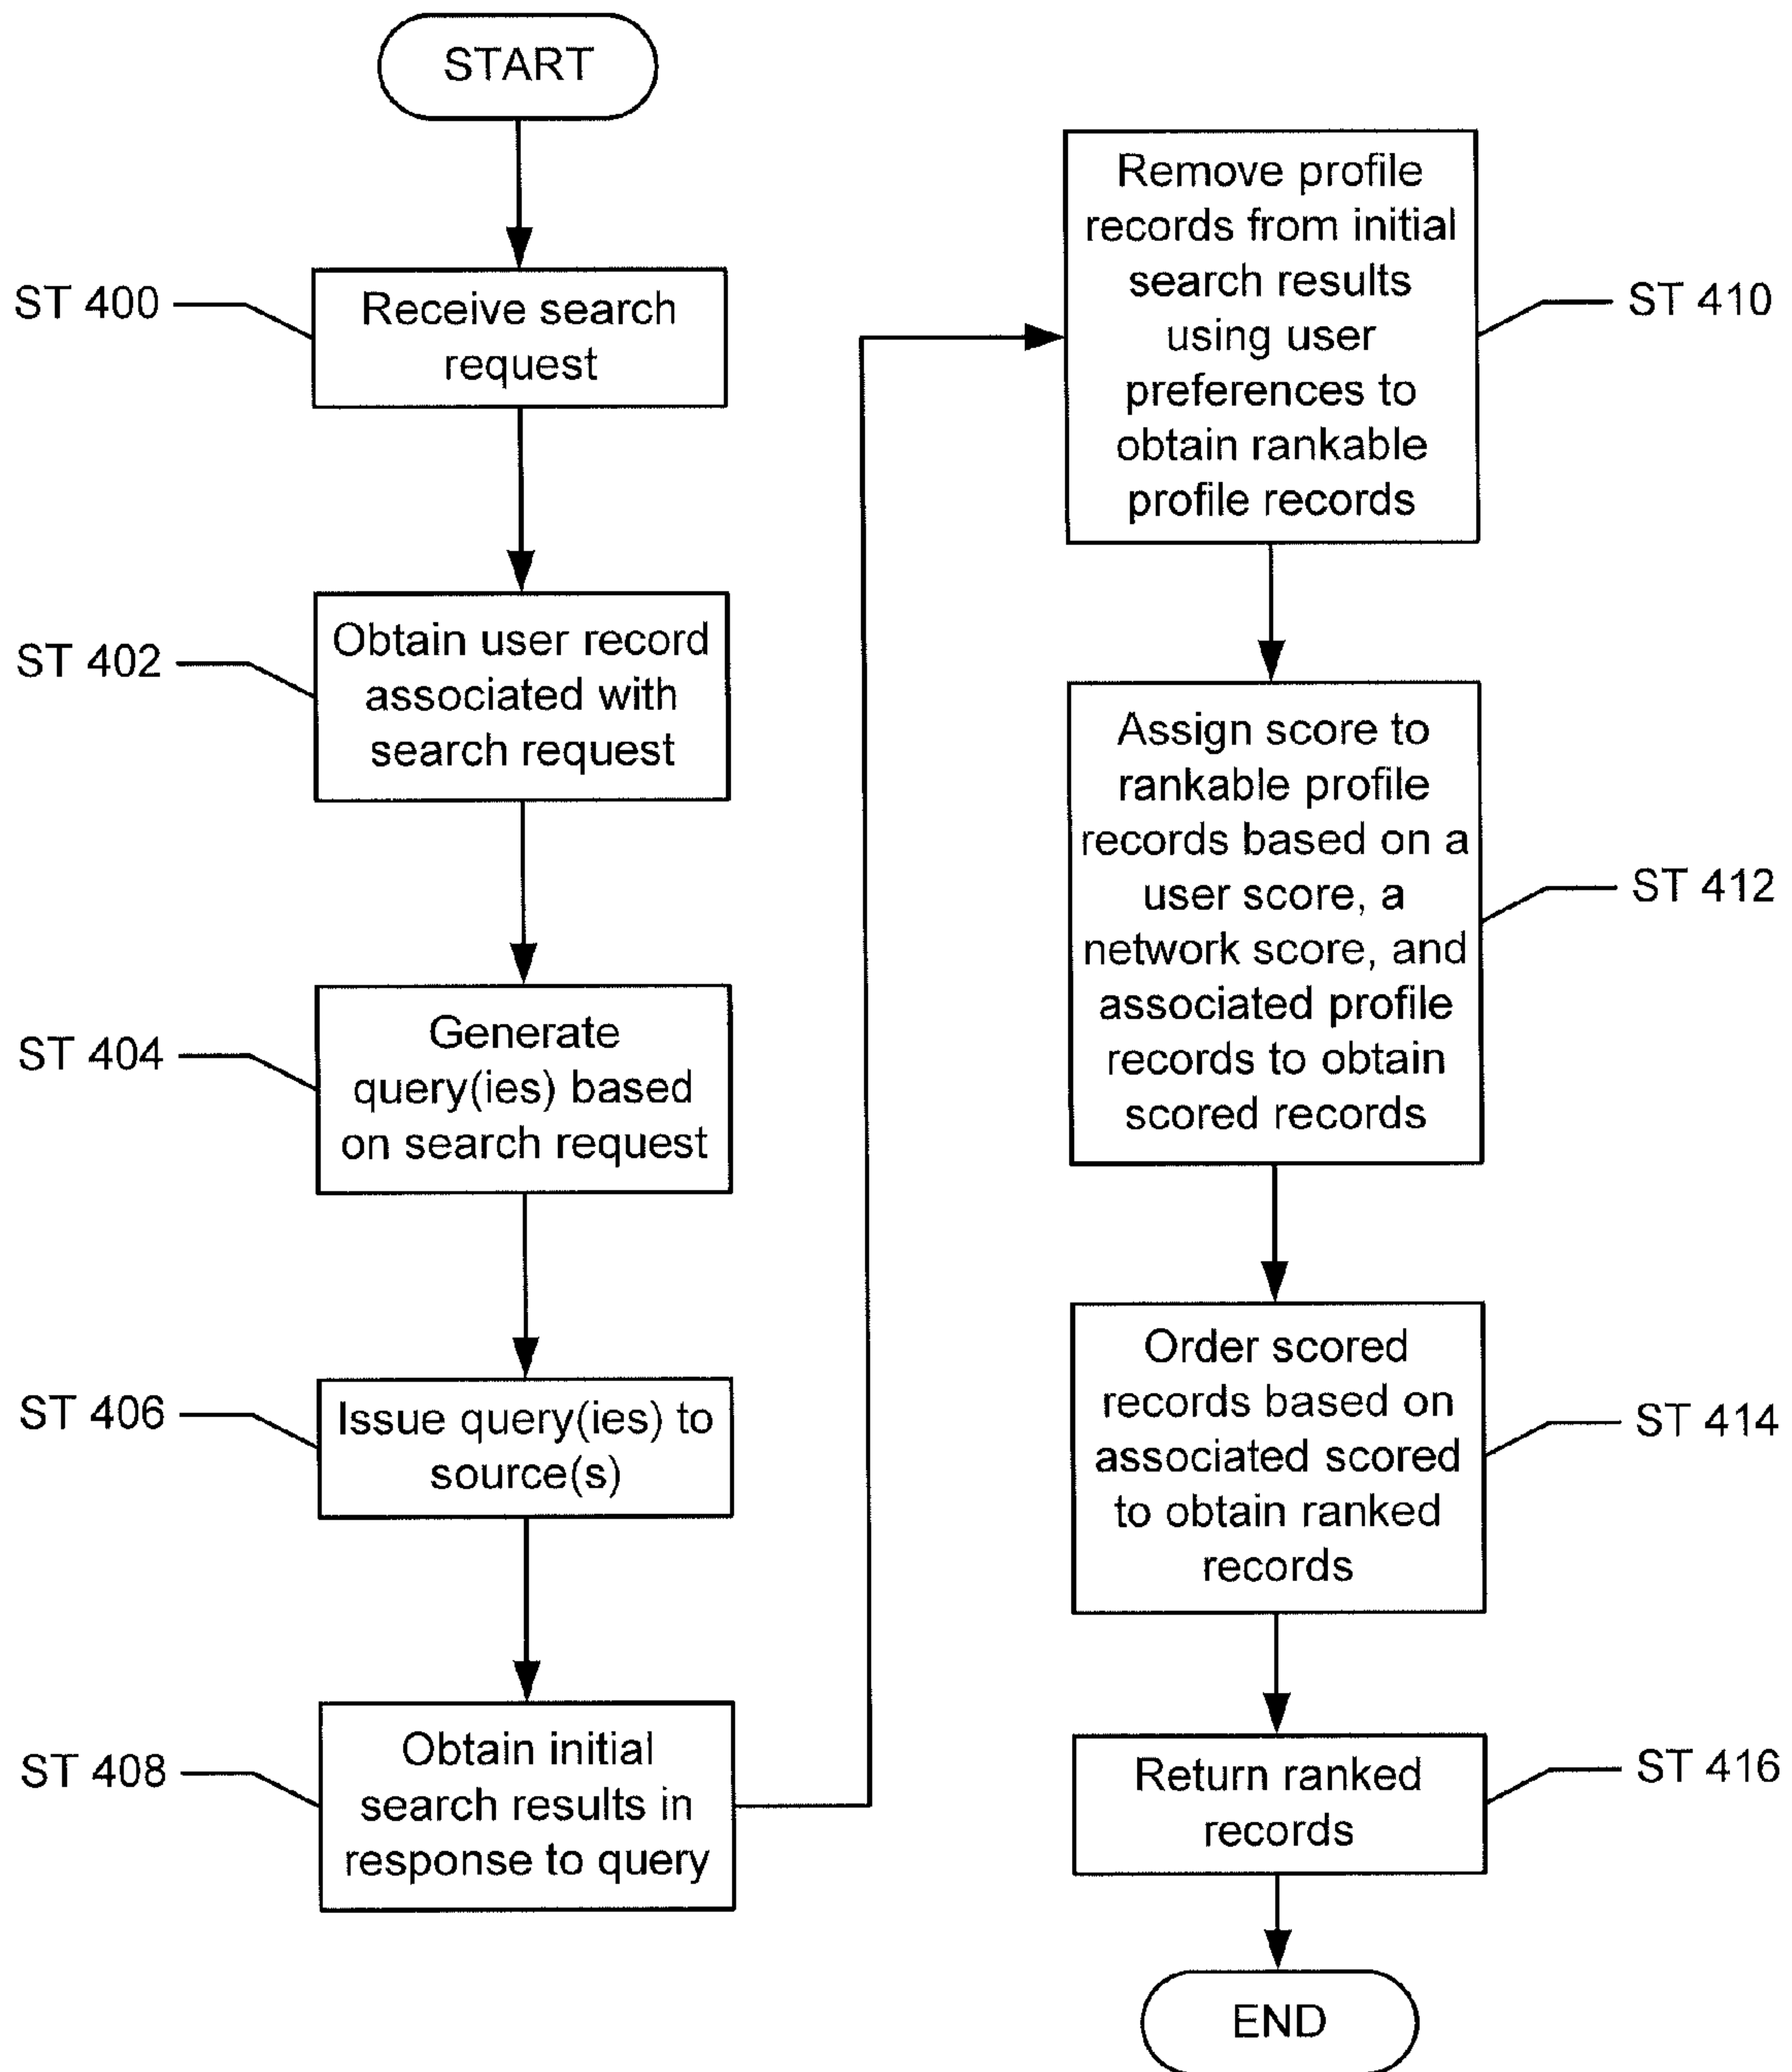 START
ST 400
Receive search
request
ST 402
Obtain user record
associated with
search request
ST 404
Generate
query(ies) based
on search request
ST 406
Issue query(ies) to
source(s)
ST 408
Obtain initial
search results in
response to query
Remove profile
records from initial
search results
using user
preferences to
obtain rankable
profile records
ST 410
Assign score to
rankable profile
records based on a
user score, a
network score, and
associated profile
records to obtain
scored records
ST 412
Order scored
records based on
associated scored
to obtain ranked
records
ST 414
Return ranked
records
ST 416
END